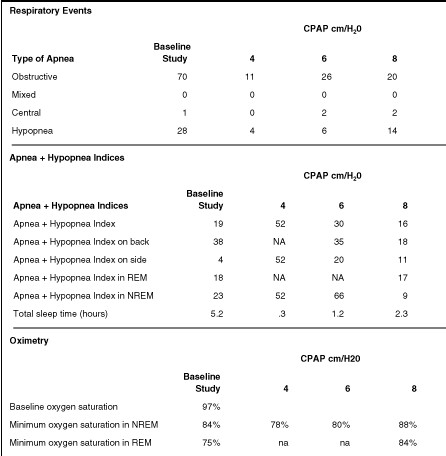 Respiratory Events
CPAP cm/H20
Baseline
Type of Apnea Study 4 6 8
Obstructive 70 11 26 20
Mixed 0 0 0 0
Central 1 0 2 2
Hypopnea 28 4 6 14
Apnea + Hypopnea Indices
CPAP cm/H20
Baseline
Apnea + Hypopnea Indices Study 4 6 8
Apnea + Hypopnea Index 19 52 30 16
Apnea + Hypopnea Index on back 38 NA 35 18
Apnea + Hypopnea Index on side 4 52 20 11
Apnea + Hypopnea Index in REM 18 NA NA 17
Apnea + Hypopnea Index in NREM 23 52 66 9
Total sleep time (hours) 5.2 .3 1.2 2.3
Oximetry
CPAP cm/H20
Baseline
Study 4 6 8
Baseline oxygen saturation 97%
Minimum oxygen saturation in NREM 84% 78% 80% 88%
Minimum oxygen saturation in REM 75% na na 84%